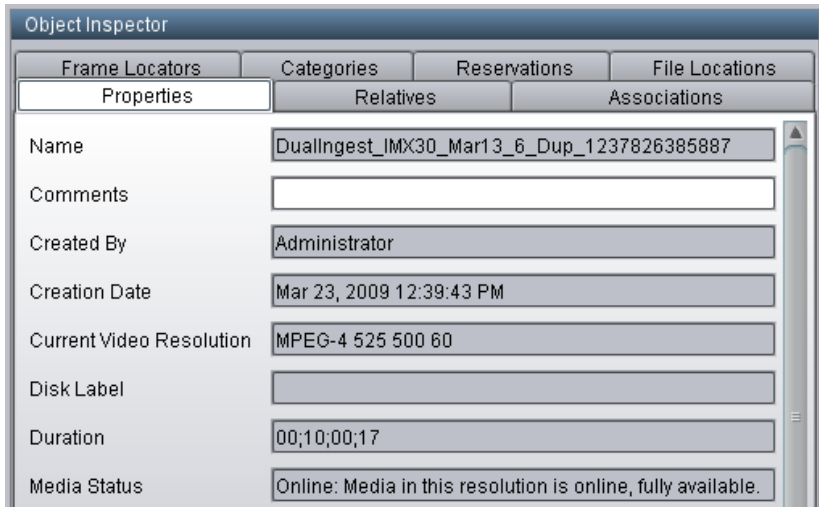 Object Inspector
Frame Locators Categories Reservations File Locations
Properties Relatives Associations
Name DualIngest_IMX30_Mar13_6_Dup_1237826385887
Comments
Created By Administrator
Creation Date Mar 23, 2009 12:39:43 PM
Current Video Resolution MPEG-4 525 500 60
Disk Label
Duration 00;10;00;17
Media Status Online: Media in this resolution is online, fully available.